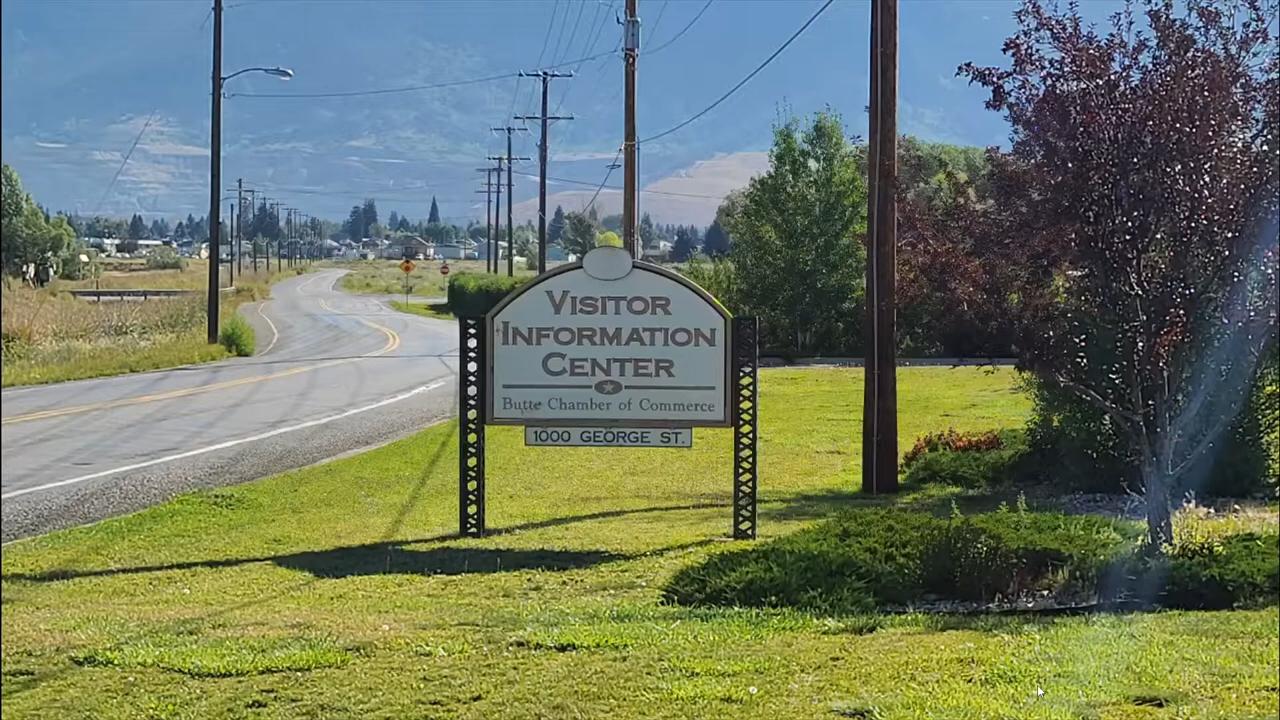 VISITOR
INFORMATION
CENTER
Butte Chamber of Commerce
1000 GEORGE ST.